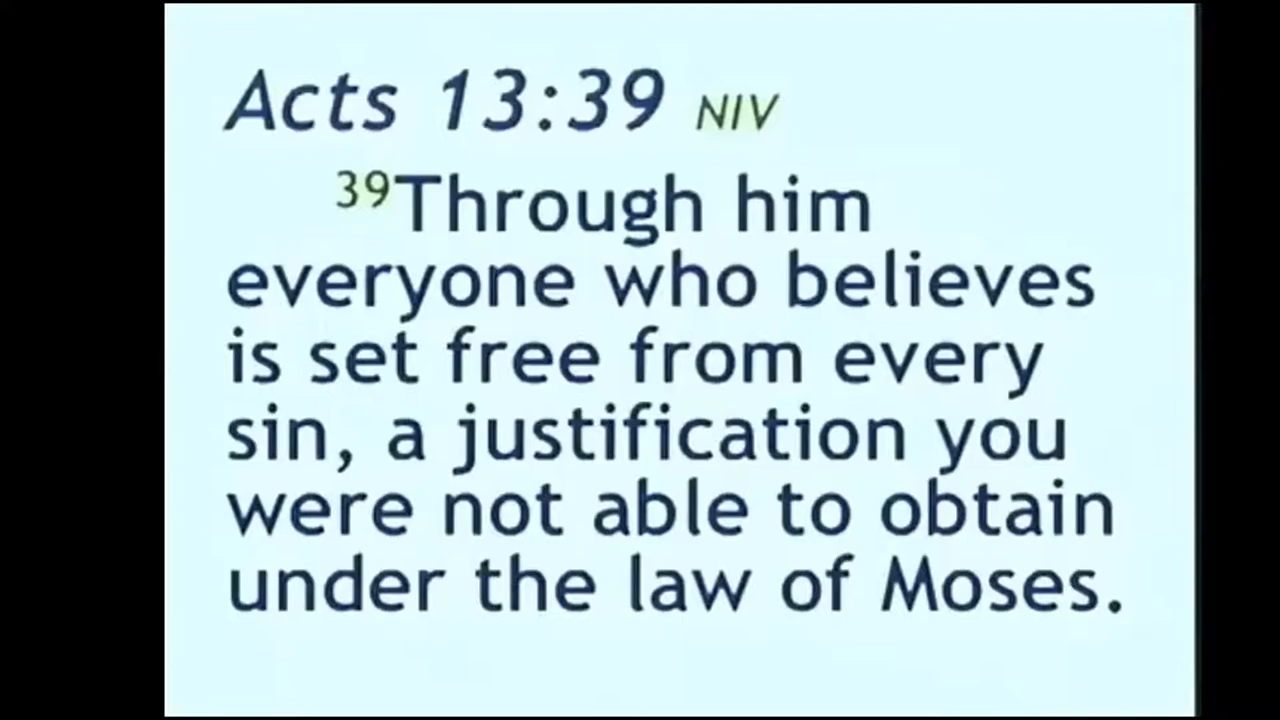 Acts 13:39 NIV
39Through him
everyone who believes
is set free from every
sin, a justification you
were not able to obtain
under the law of Moses.